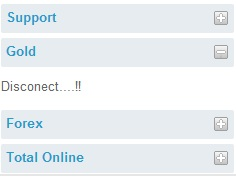 Support
Gold
Disconect....!!
Forex
Total Online